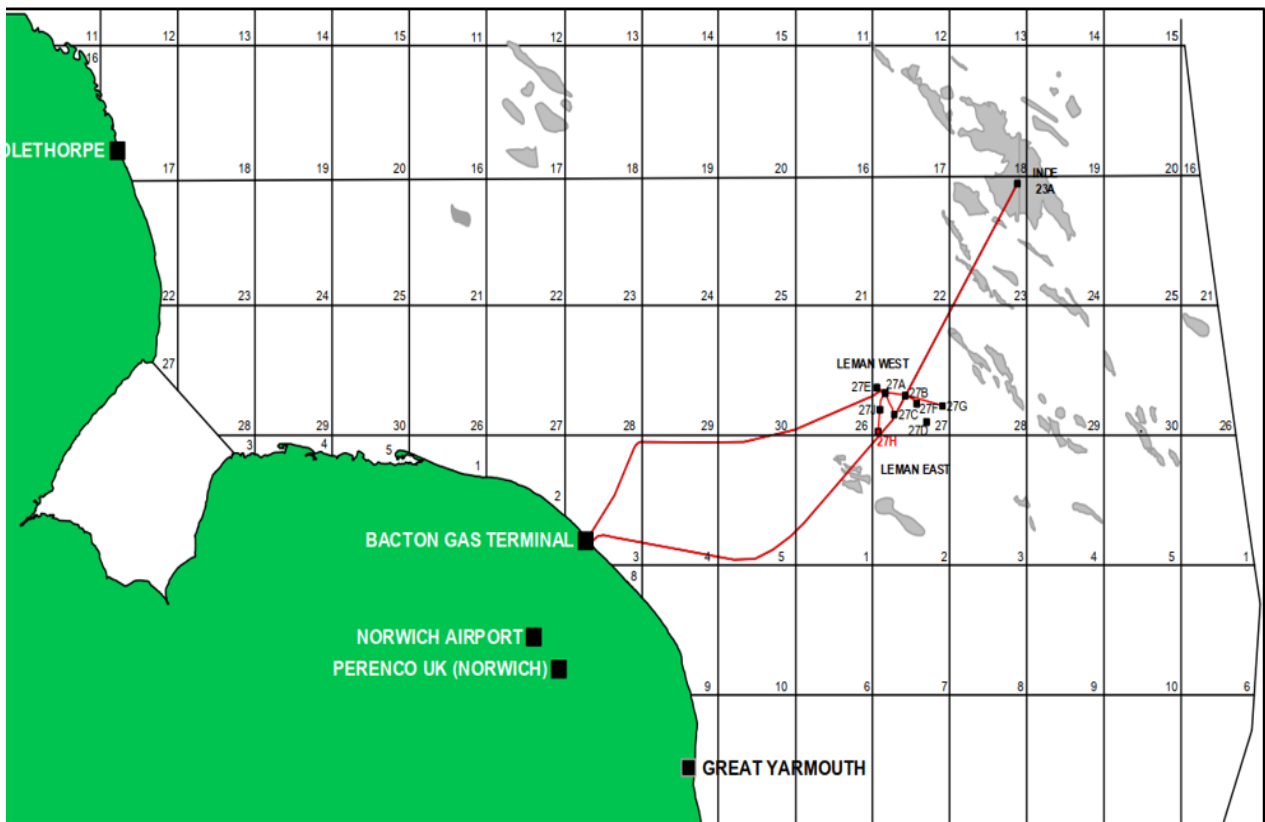 11 12 13 14 15 11 12 13 14 15 11 12 13 14 15
16
OLETHORPE
17 18 19 20 16 17 18 19 20 16 17 18 19 20 16
INDE
23A
22 23 24 25 21 22 23 24 25 21 22 23 24 25 21
LEMAN WEST
27
27E 27A
27B
27J 27C 27F 27G
27D
28 29 30 26 27 28 29 30 26 27 28 29 30 26
27H
3 4 5
LEMAN EAST
1
2
BACTON GAS TERMINAL
3 4 5 1 2 3 4 5 1
8
NORWICH AIRPORT
PERENCO UK (NORWICH)
9 10 6 7 8 9 10 6
GREAT YARMOUTH